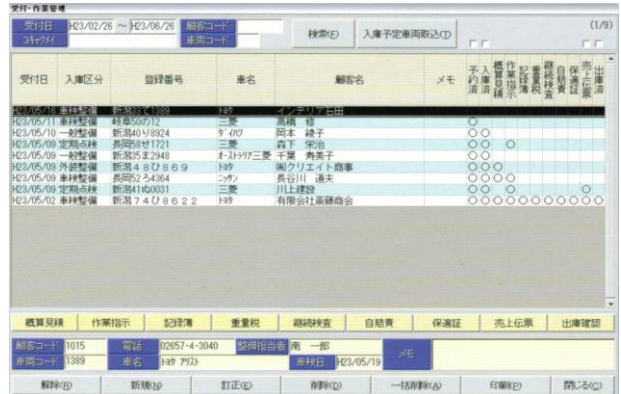 受付・作業管理
受付日 H23/02/26 ～ H23/06/26 顧客コード 検索(F) 入庫予定車両取込(T) (1/9)
ﾕｷｬｸﾒｲ 車両コード
受付日 入庫区分 登録番号 車名 顧客名 メモ 予約済 入庫済 概算見積 作業指示 記録簿 重量税 継続検査 自賠責 保適証 売上伝票 出庫済
H23/05/18 車検整備 新潟33て1389 トヨタ インテリア石田
H23/05/11 車検整備 岐阜50の12 三菱 高橋 修 ○
H23/05/10 一般整備 新潟40り8924 ダイハツ 岡本 綾子 ○○
H23/05/09 定期点検 長岡58せ1721 三菱 森下 栄治 ○ ○
H23/05/09 一般整備 新潟35ま2948 オーストラリア三菱 千葉 寿美子 ○○
H23/05/09 外装整備 新潟48ひ869 トヨタ ㈲クリエイト商事 ○○○
H23/05/09 車検整備 長岡52ろ4364 ニッサン 長谷川 道夫 ○○○○
H23/05/09 定期点検 新潟41ぬ0031 三菱 川上建設 ○○ ○ ○
H23/05/02 車検整備 新潟74ひ8622 トヨタ 有限会社斎藤商会 ○○○○○○○○○○○
概算見積 作業指示 記録簿 重量税 継続検査 自賠責 保適証 売上伝票 出庫確認
顧客コード 1015 電話 02657-4-3040 整備担当者 南 一郎 メモ
車両コード 1389 車名 トヨタ アリスト 車検日 H23/05/19
解除(R) 新規(N) 訂正(E) 削除(D) 一括削除(A) 印刷(P) 閉じる(C)